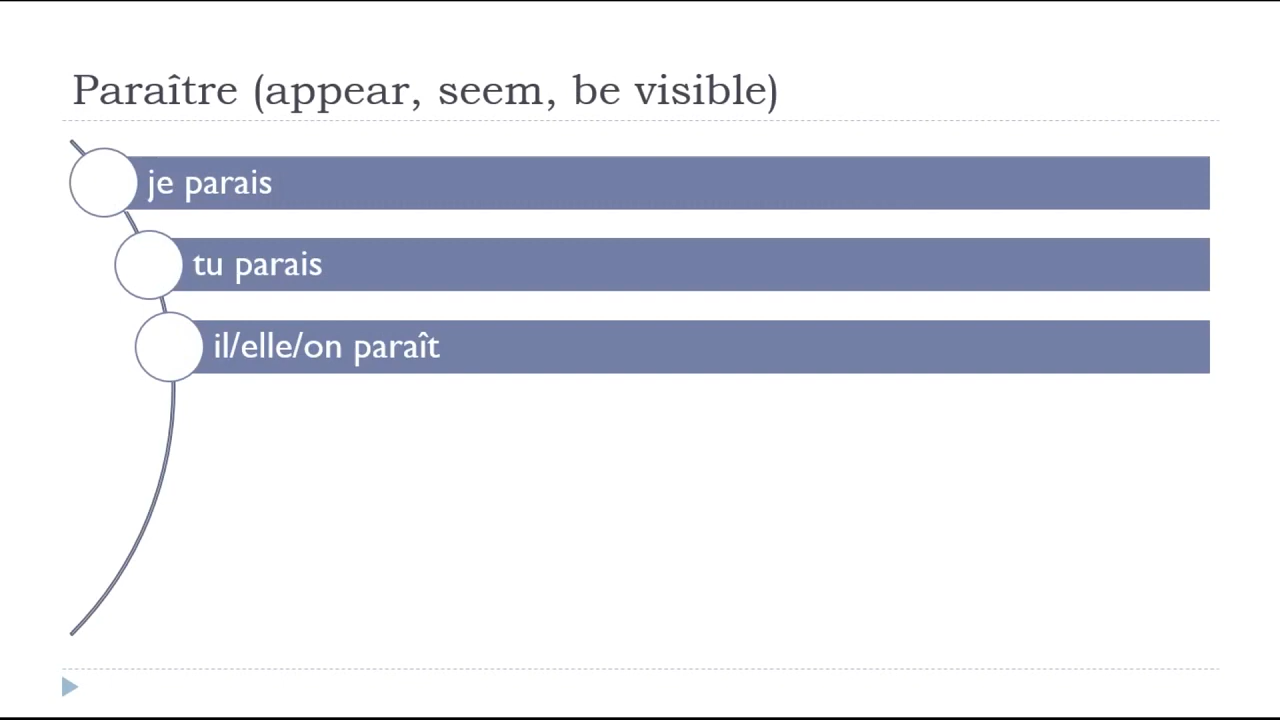 Paraître (appear, seem, be visible)
je parais
tu parais
il/elle/on paraît